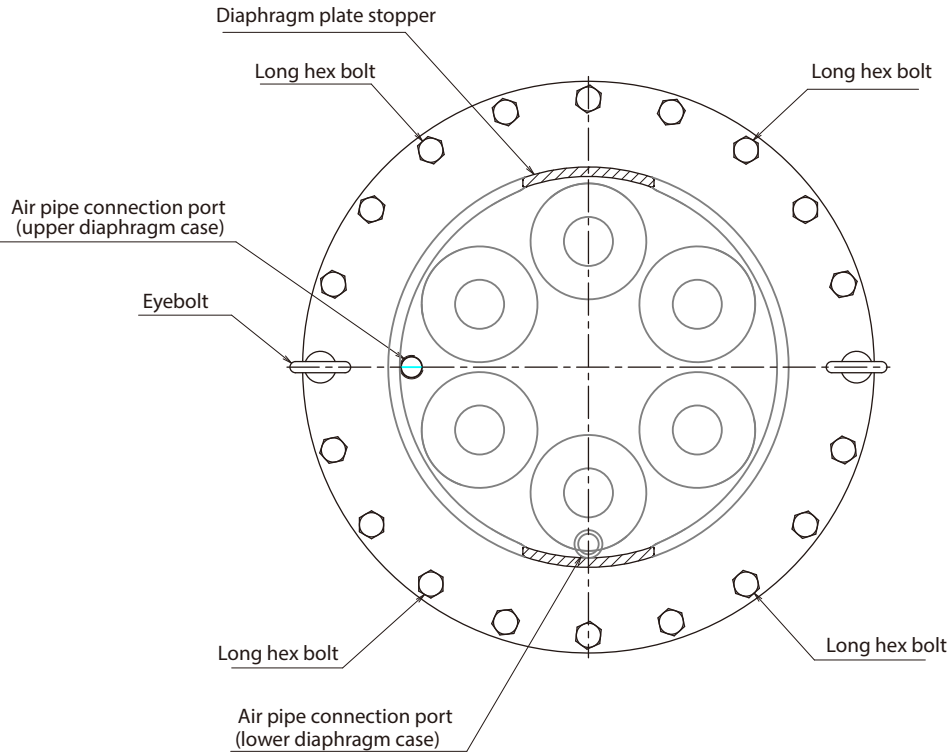 Diaphragm plate stopper
Long hex bolt
Long hex bolt
Air pipe connection port
(upper diaphragm case)
Eyebolt
Long hex bolt
Long hex bolt
Air pipe connection port
(lower diaphragm case)